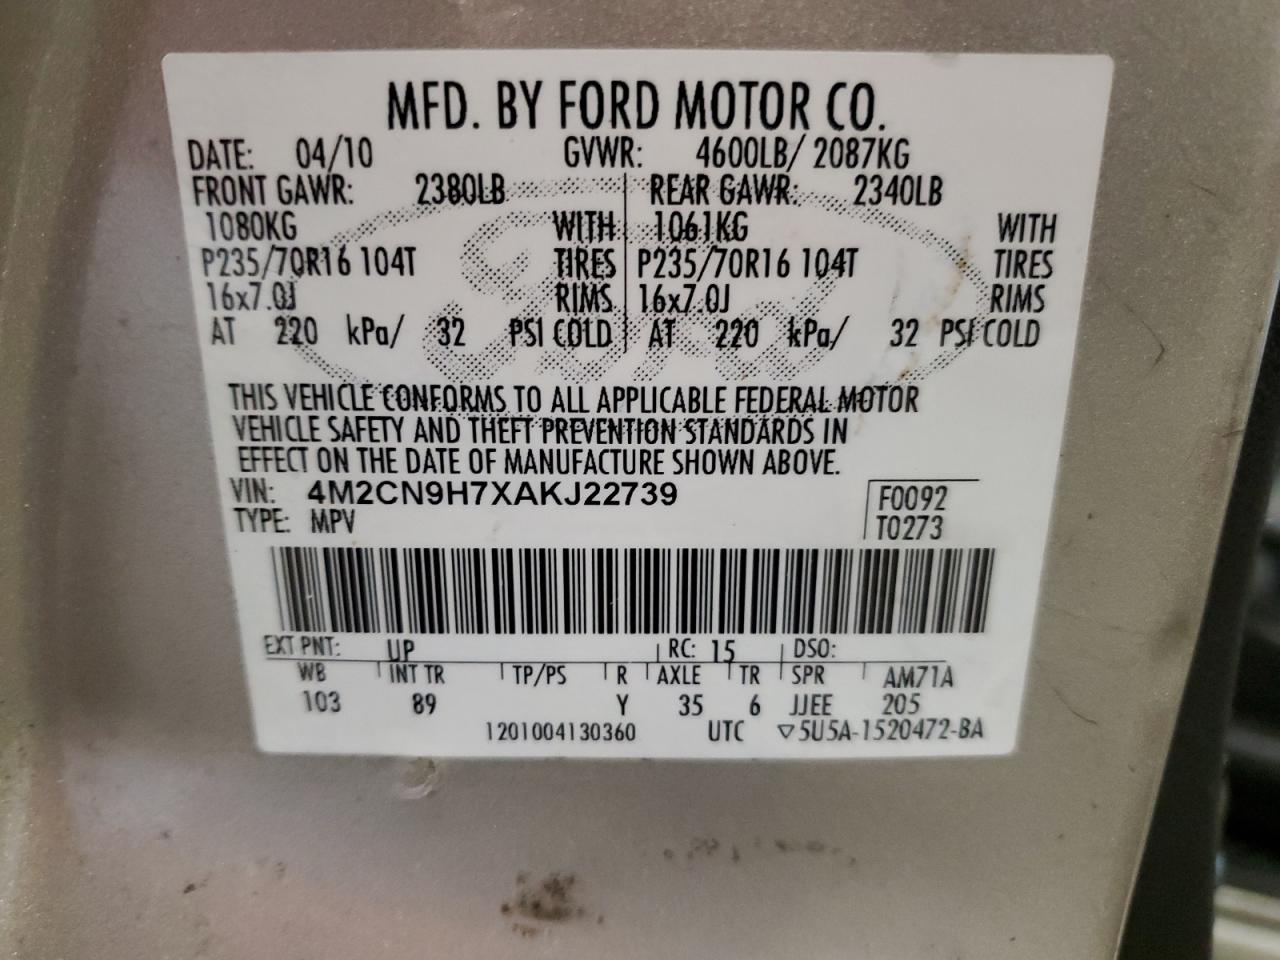 MFD. BY FORD MOTOR CO.
DATE: 04/10 GVWR: 4600LB/ 2087KG
FRONT GAWR: 2380LB REAR GAWR: 2340LB
1080KG WITH 1061KG WITH
P235/70R16 104T TIRES P235/70R16 104T TIRES
16x7.0J RIMS 16x7.0J RIMS
AT 220 kPa/ 32 PSI COLD AT 220 kPa/ 32 PSI COLD
Ford
THIS VEHICLE CONFORMS TO ALL APPLICABLE FEDERAL MOTOR
VEHICLE SAFETY AND THEFT PREVENTION STANDARDS IN
EFFECT ON THE DATE OF MANUFACTURE SHOWN ABOVE.
VIN: 4M2CN9H7XAKJ22739 F0092
TYPE: MPV T0273
EXT PNT: UP RC: 15 DSO:
WB INT TR TP/PS R AXLE TR SPR AM71A
103 89 Y 35 6 JJEE 205
1201004130360 UTC ▽5U5A-1520472-BA